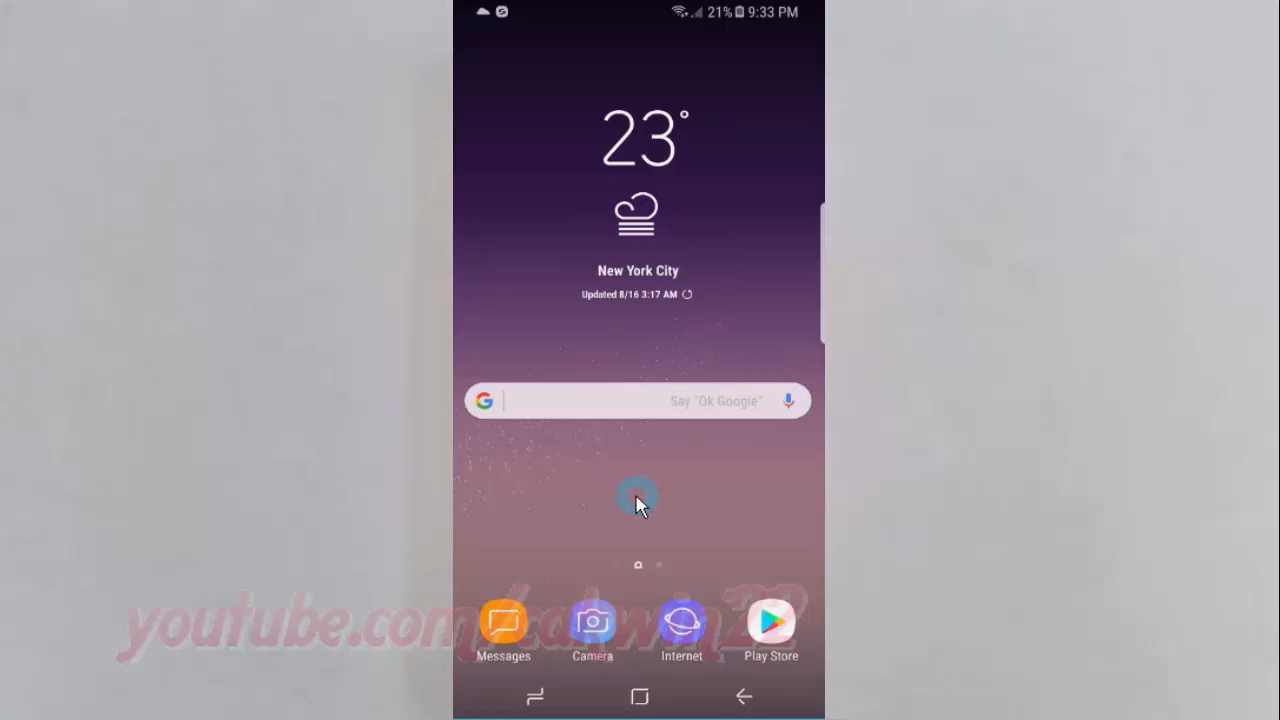 21% 9:33 PM
23°
New York City
Updated 8/16 3:17 AM
Say "Ok Google"
youtube.com/cakwin22
Messages
Camera
Internet
Play Store